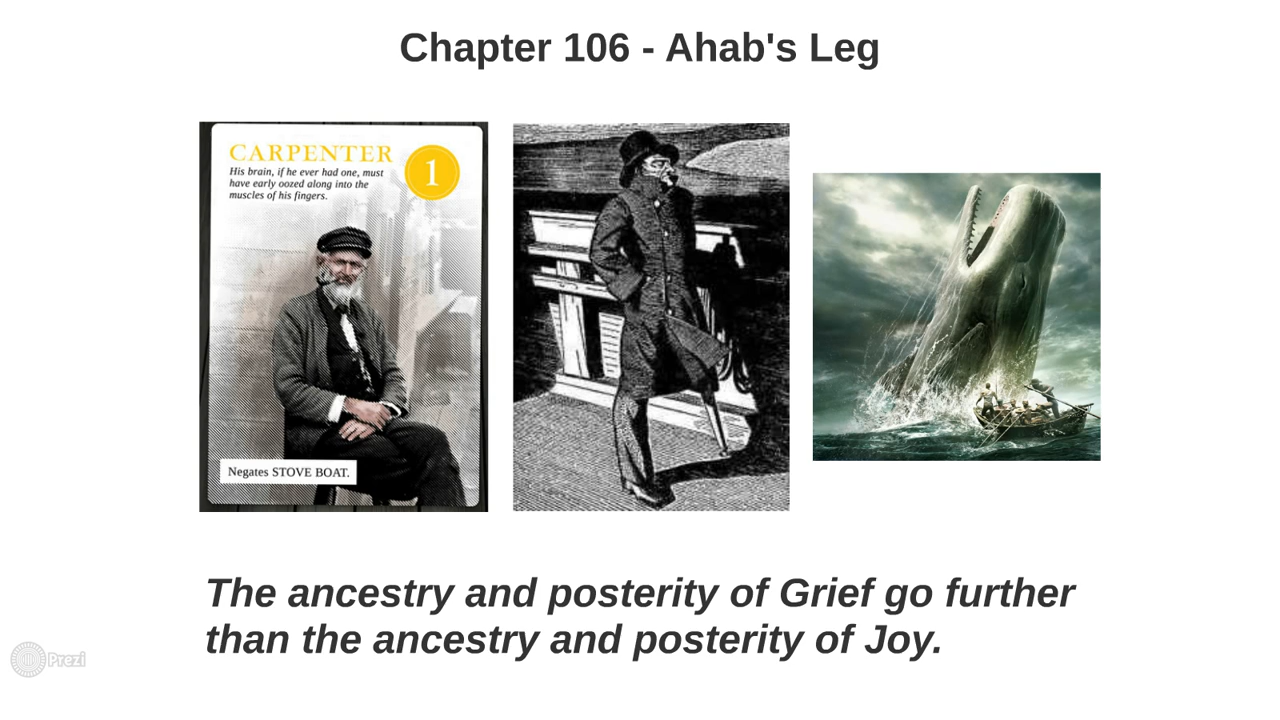 Chapter 106 - Ahab's Leg
CARPENTER
1
His brain, if he ever had one, must
have early oozed along into the
muscles of his fingers.
Negates STOVE BOAT.
The ancestry and posterity of Grief go further
than the ancestry and posterity of Joy.
Prezi